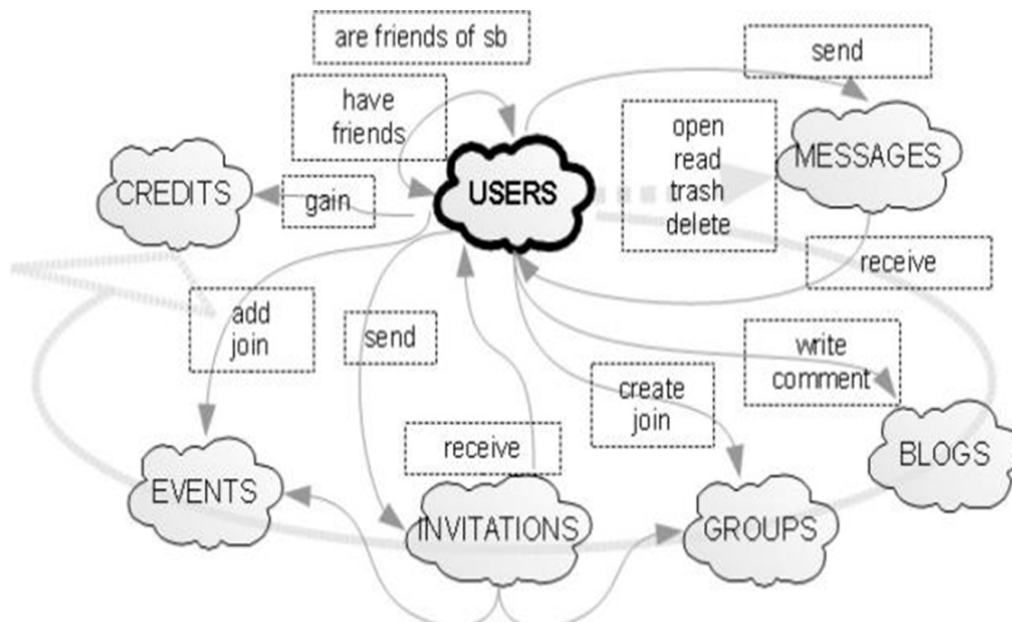 are friends of sb
send
have
friends
open
read
trash
delete
MESSAGES
CREDITS
gain
USERS
receive
add
join
send
write
comment
create
join
receive
BLOGS
EVENTS
INVITATIONS
GROUPS